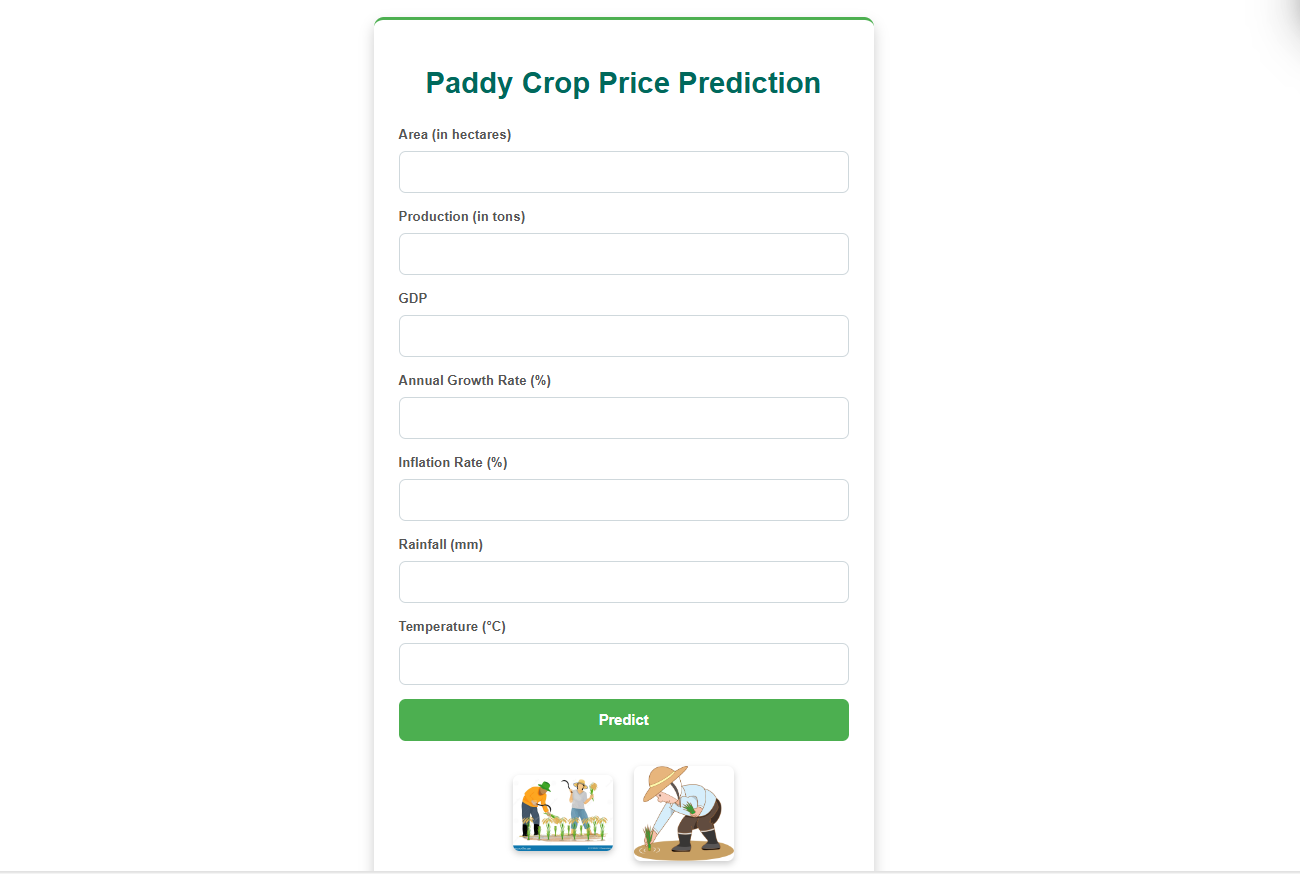 Paddy Crop Price Prediction
Area (in hectares)
Production (in tons)
GDP
Annual Growth Rate (%)
Inflation Rate (%)
Rainfall (mm)
Temperature (°C)
Predict